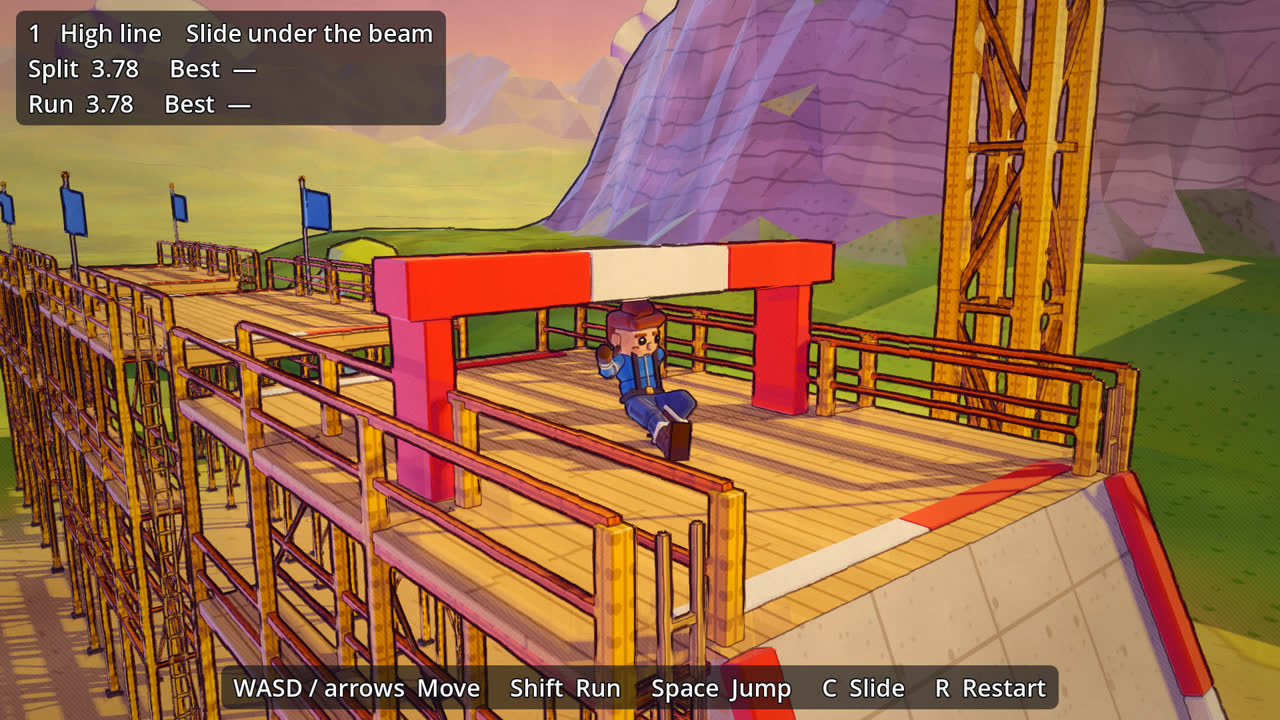 1 High line Slide under the beam
Split 3.78 Best —
Run 3.78 Best —
WASD / arrows Move Shift Run Space Jump C Slide R Restart